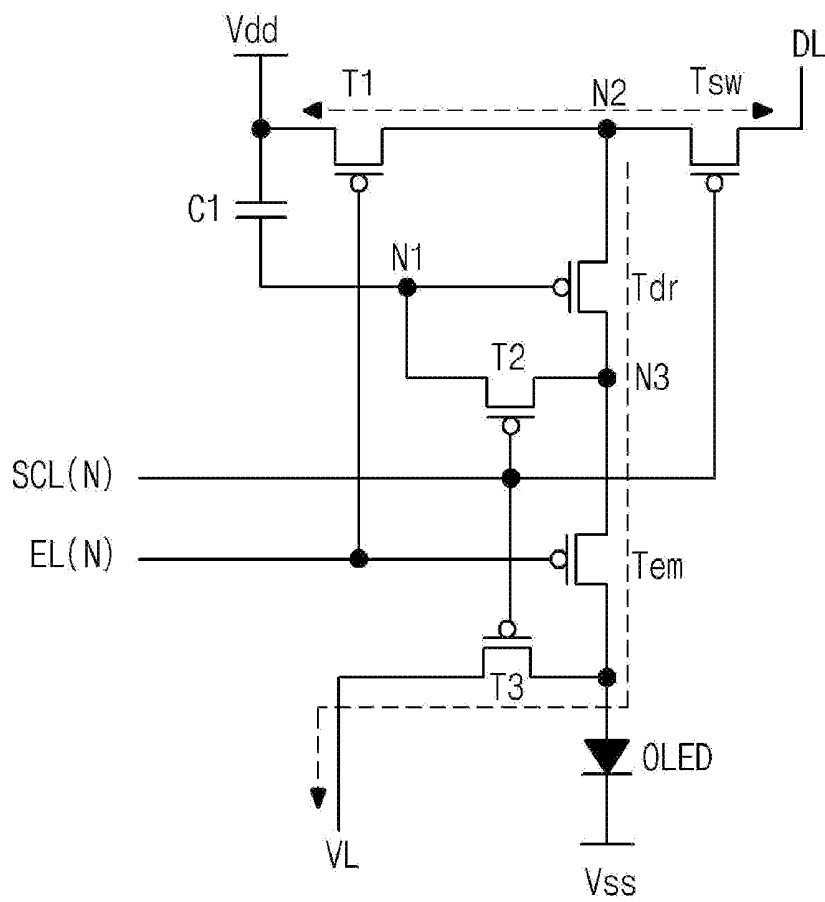 Vdd
DL
T1
N2
Tsw
C1
N1
Tdr
T2
N3
SCL(N)
EL(N)
Tem
T3
OLED
VL
Vss